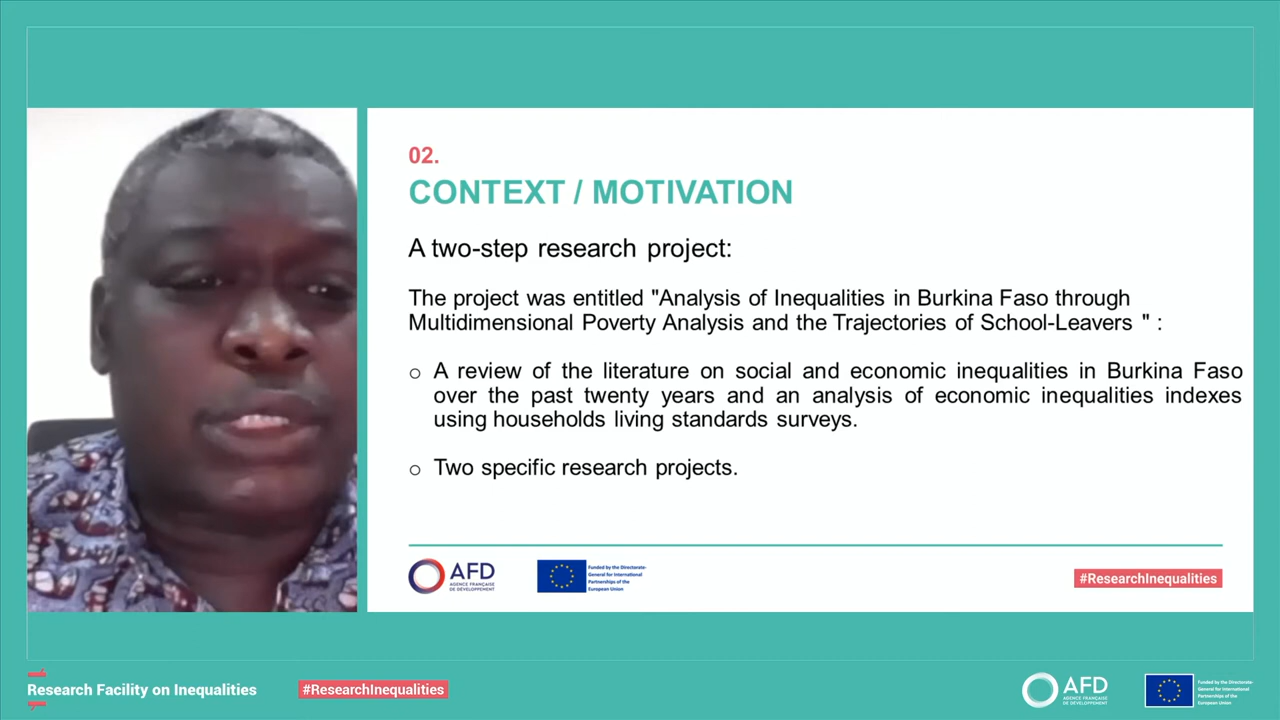 02.
CONTEXT / MOTIVATION
A two-step research project:
The project was entitled "Analysis of Inequalities in Burkina Faso through
Multidimensional Poverty Analysis and the Trajectories of School-Leavers " :
o A review of the literature on social and economic inequalities in Burkina Faso
over the past twenty years and an analysis of economic inequalities indexes
using households living standards surveys.
o Two specific research projects.
AFD
AGENCE FRANÇAISE
DE DÉVELOPPEMENT
Funded by the Directorate-
General for International
Partnerships of the
European Union
#ResearchInequalities
Research Facility on Inequalities
#ResearchInequalities
AFD
AGENCE FRANÇAISE
DE DÉVELOPPEMENT
Funded by the Directorate-
General for International
Partnerships of the
European Union